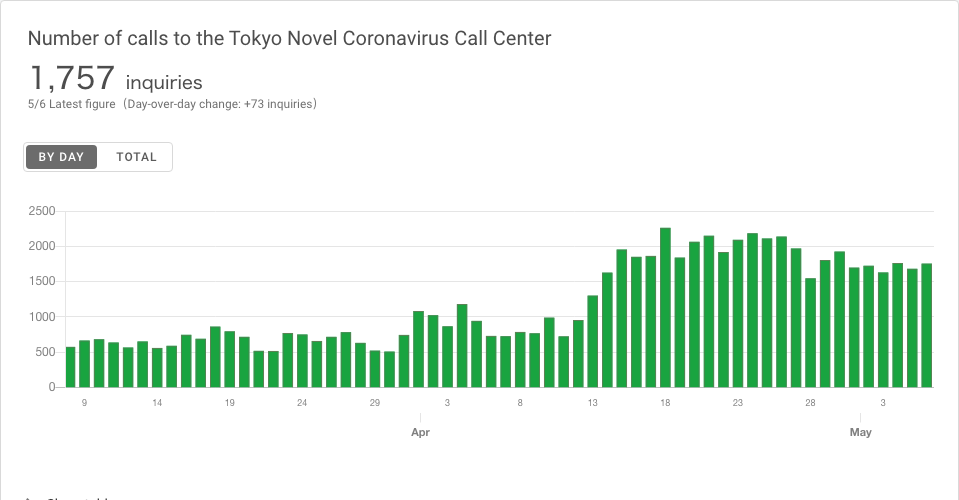 Number of calls to the Tokyo Novel Coronavirus Call Center
1,757 inquiries
5/6 Latest figure（Day-over-day change: +73 inquiries）
BY DAY TOTAL
2500
2000
1500
1000
500
0
9 14 19 24 29 3 8 13 18 23 28 3
Apr May